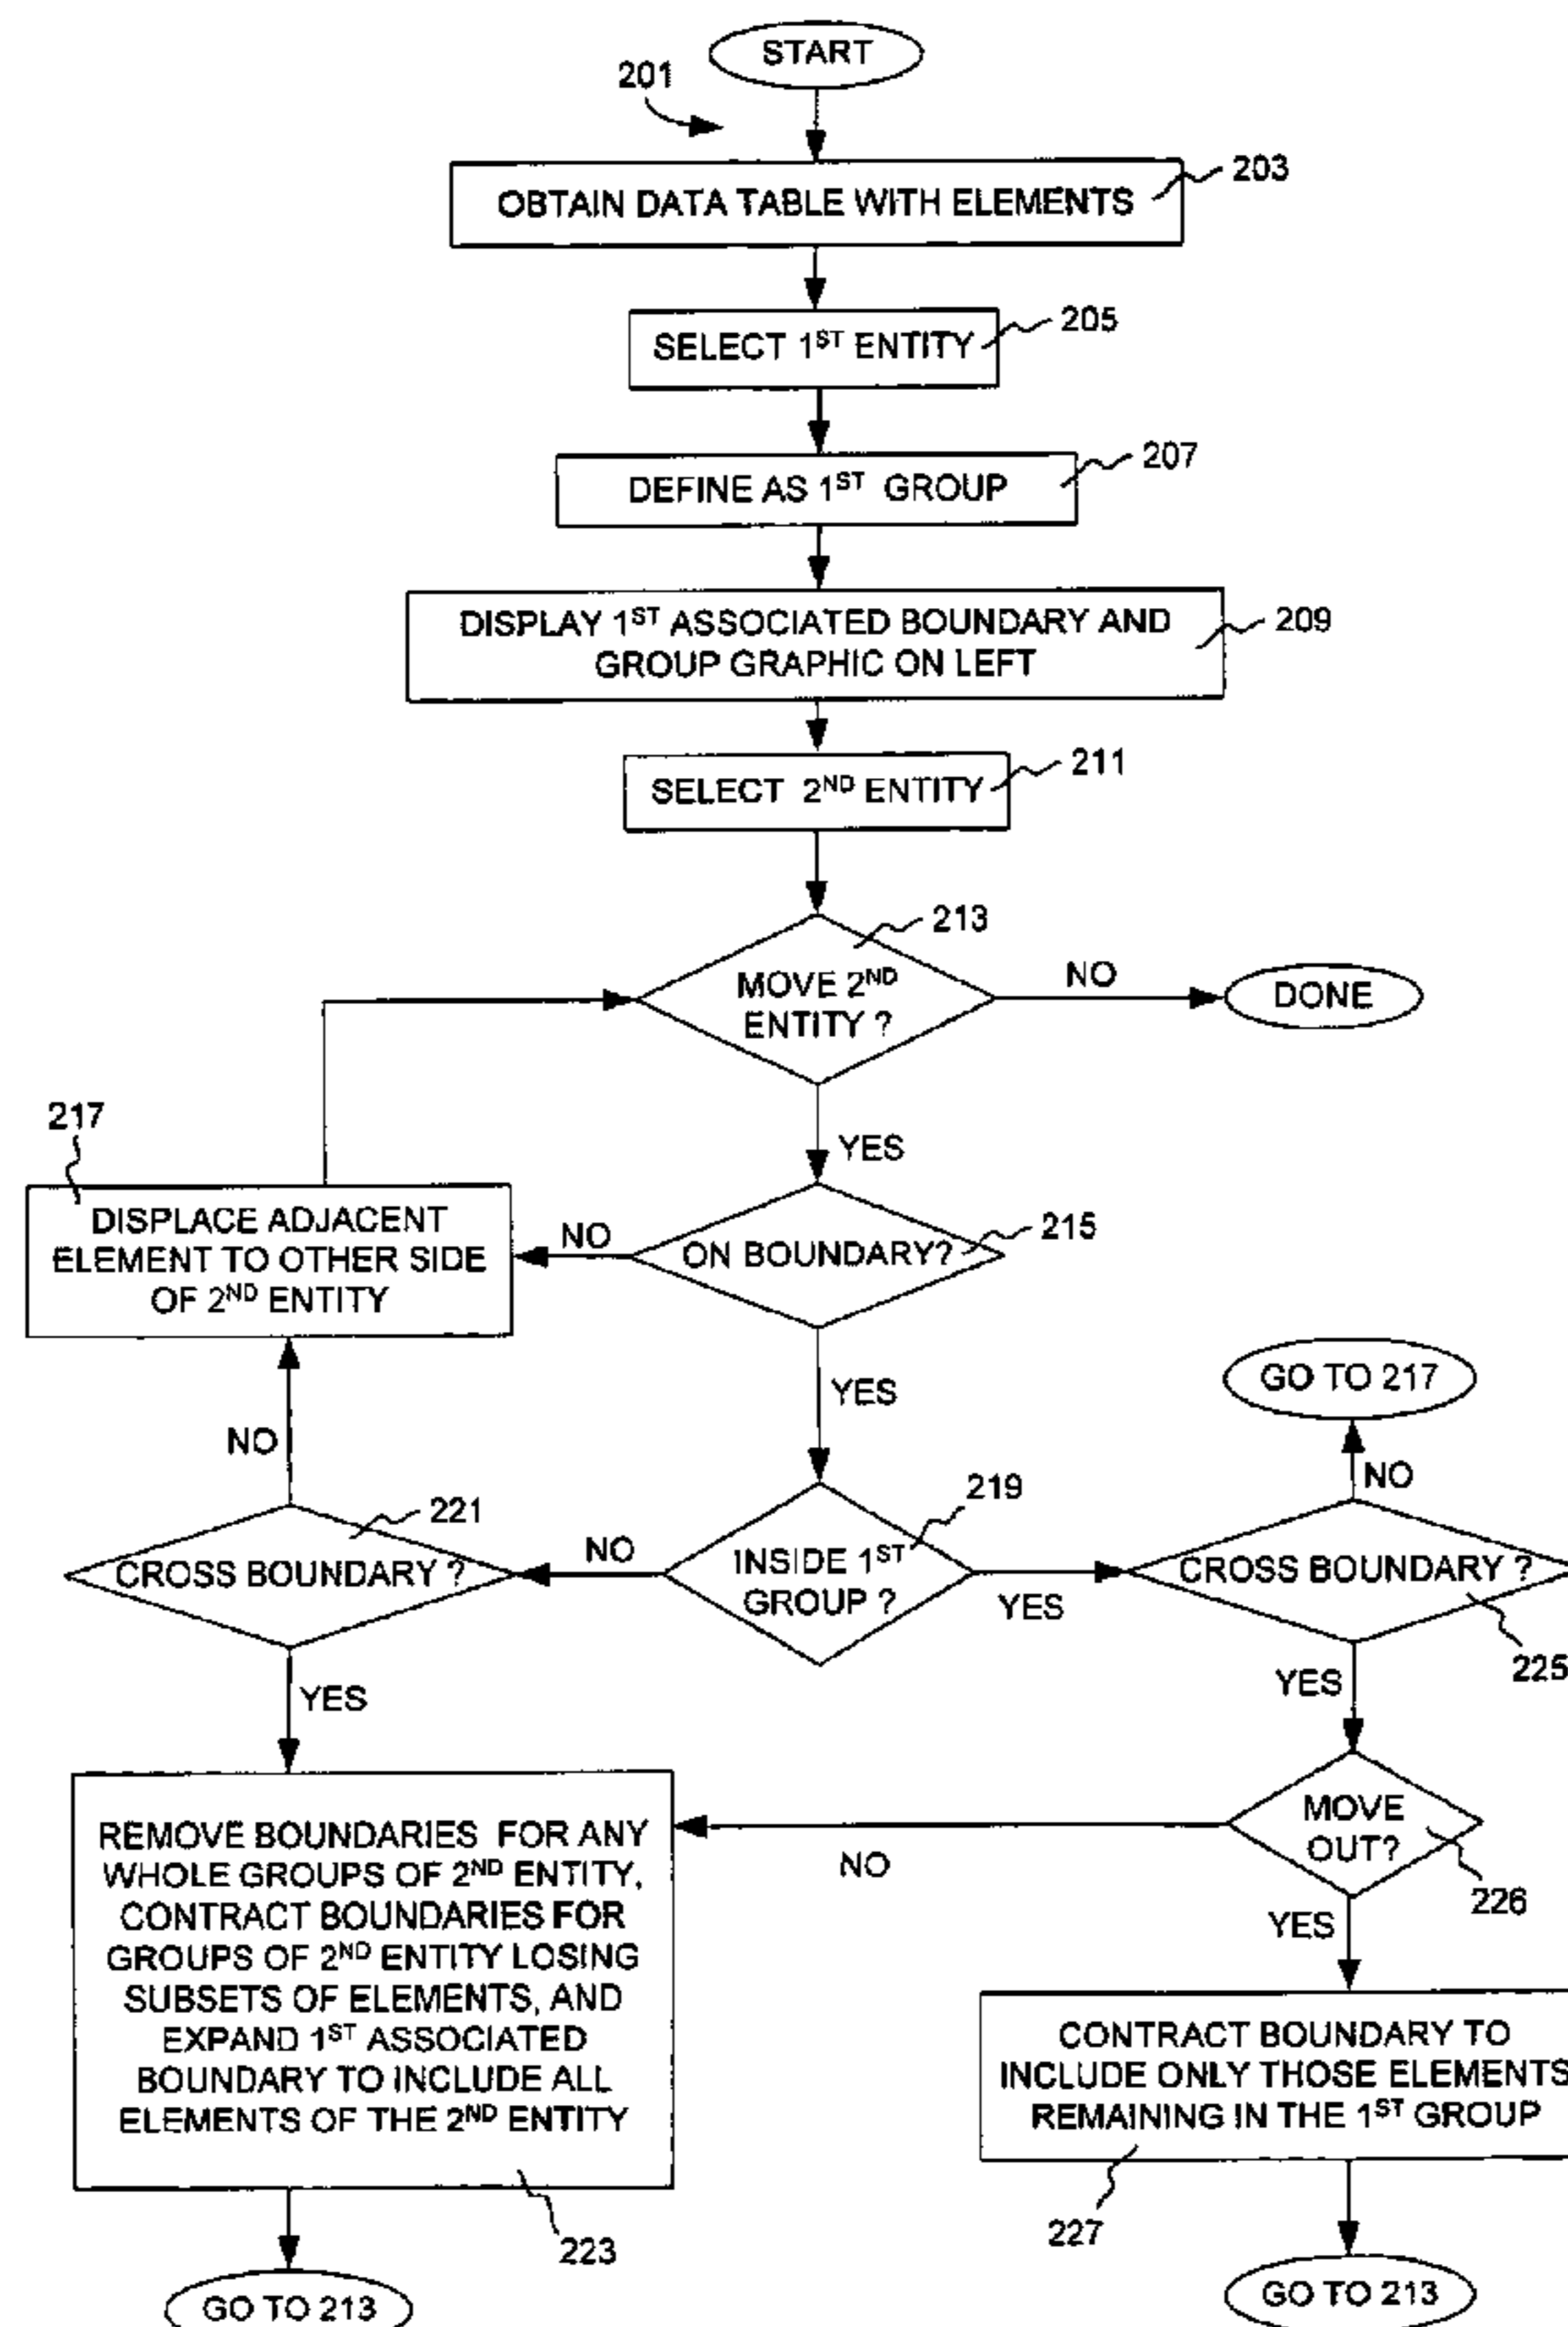 START
201
OBTAIN DATA TABLE WITH ELEMENTS
203
SELECT 1ST ENTITY
205
DEFINE AS 1ST GROUP
207
DISPLAY 1ST ASSOCIATED BOUNDARY AND
GROUP GRAPHIC ON LEFT
209
SELECT 2ND ENTITY
211
213
MOVE 2ND
ENTITY ?
NO
DONE
YES
217
DISPLACE ADJACENT
ELEMENT TO OTHER SIDE
OF 2ND ENTITY
NO
ON BOUNDARY?
215
YES
GO TO 217
NO
NO
221
CROSS BOUNDARY ?
NO
219
INSIDE 1ST
GROUP ?
YES
CROSS BOUNDARY ?
225
YES
YES
MOVE
OUT?
226
NO
YES
REMOVE BOUNDARIES FOR ANY
WHOLE GROUPS OF 2ND ENTITY,
CONTRACT BOUNDARIES FOR
GROUPS OF 2ND ENTITY LOSING
SUBSETS OF ELEMENTS, AND
EXPAND 1ST ASSOCIATED
BOUNDARY TO INCLUDE ALL
ELEMENTS OF THE 2ND ENTITY
223
CONTRACT BOUNDARY TO
INCLUDE ONLY THOSE ELEMENTS
REMAINING IN THE 1ST GROUP
227
GO TO 213
GO TO 213